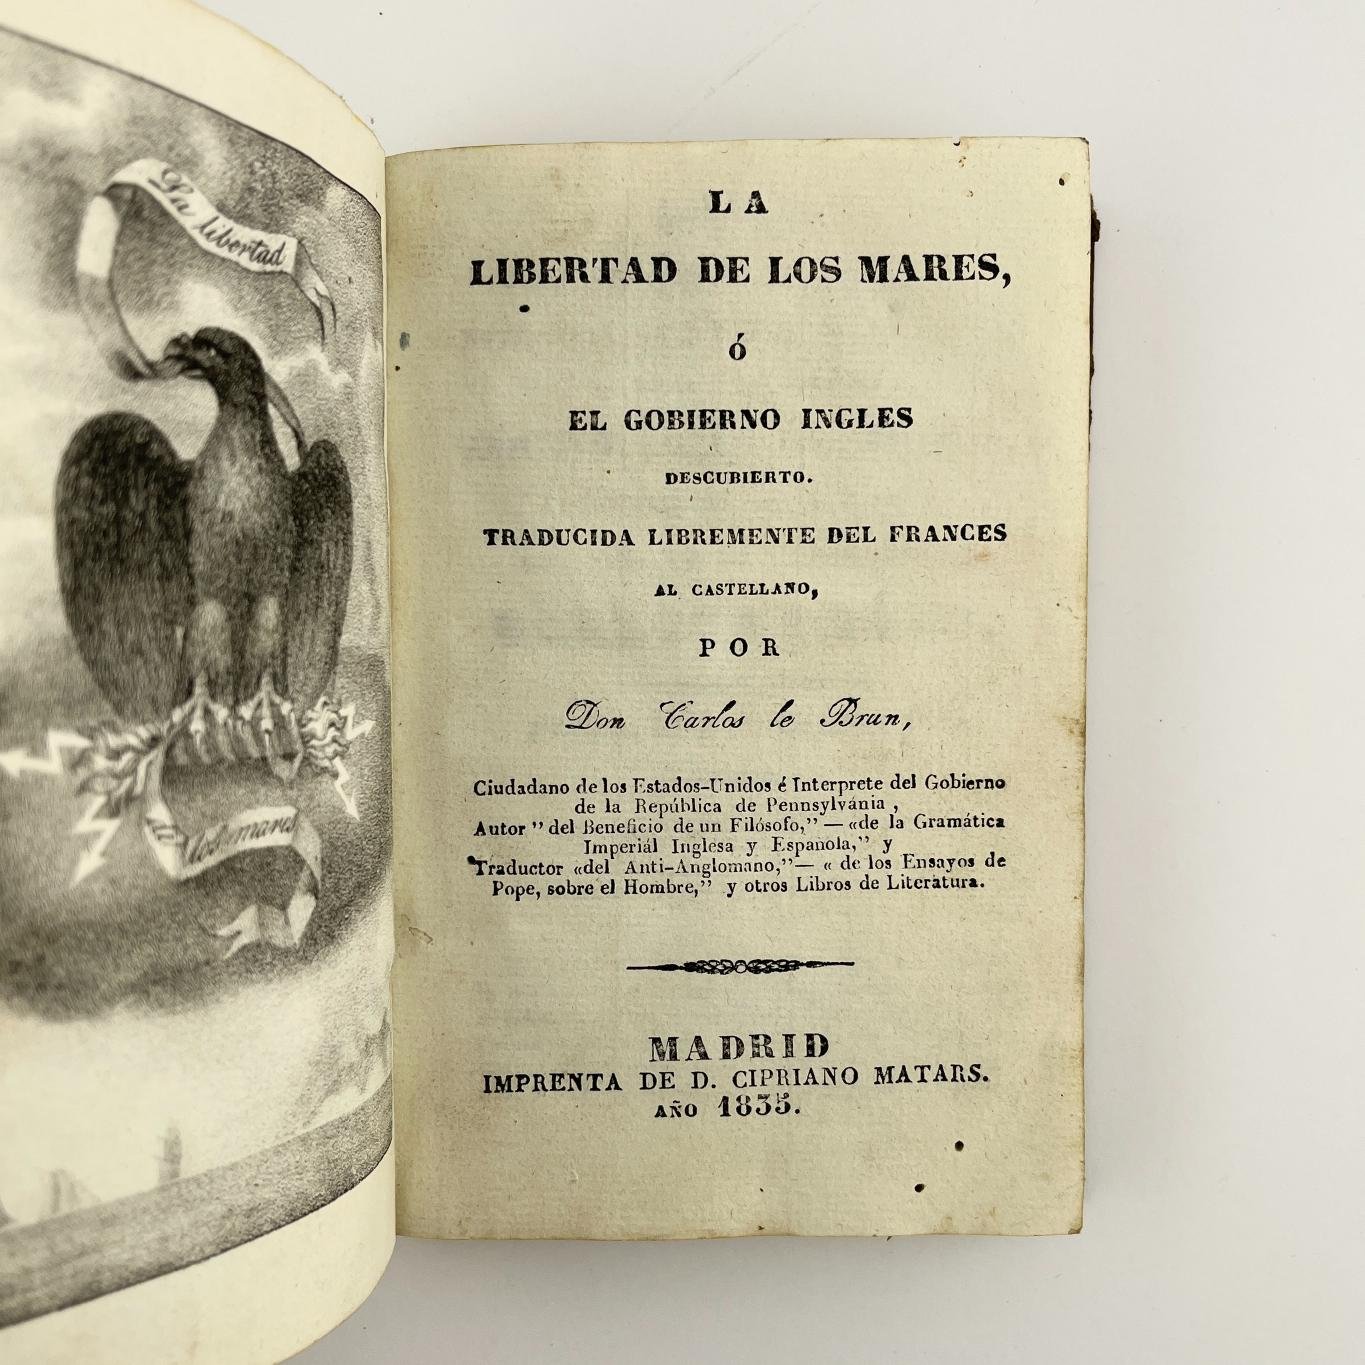 La libertad
de los mares
LA
LIBERTAD DE LOS MARES,
ó
EL GOBIERNO INGLES
DESCUBIERTO.
TRADUCIDA LIBREMENTE DEL FRANCES
AL CASTELLANO,
POR
Don Carlos le Brun,
Ciudadano de los Estados-Unidos é Interprete del Gobierno
de la República de Pennsylvánia ,
Autor " del Beneficio de un Filósofo,"— «de la Gramática
Imperiál Inglesa y Española," y
Traductor «del Anti-Anglomano,"— « de los Ensayos de
Pope, sobre el Hombre," y otros Libros de Literatura.
MADRID
IMPRENTA DE D. CIPRIANO MATARS.
AÑO 1835.